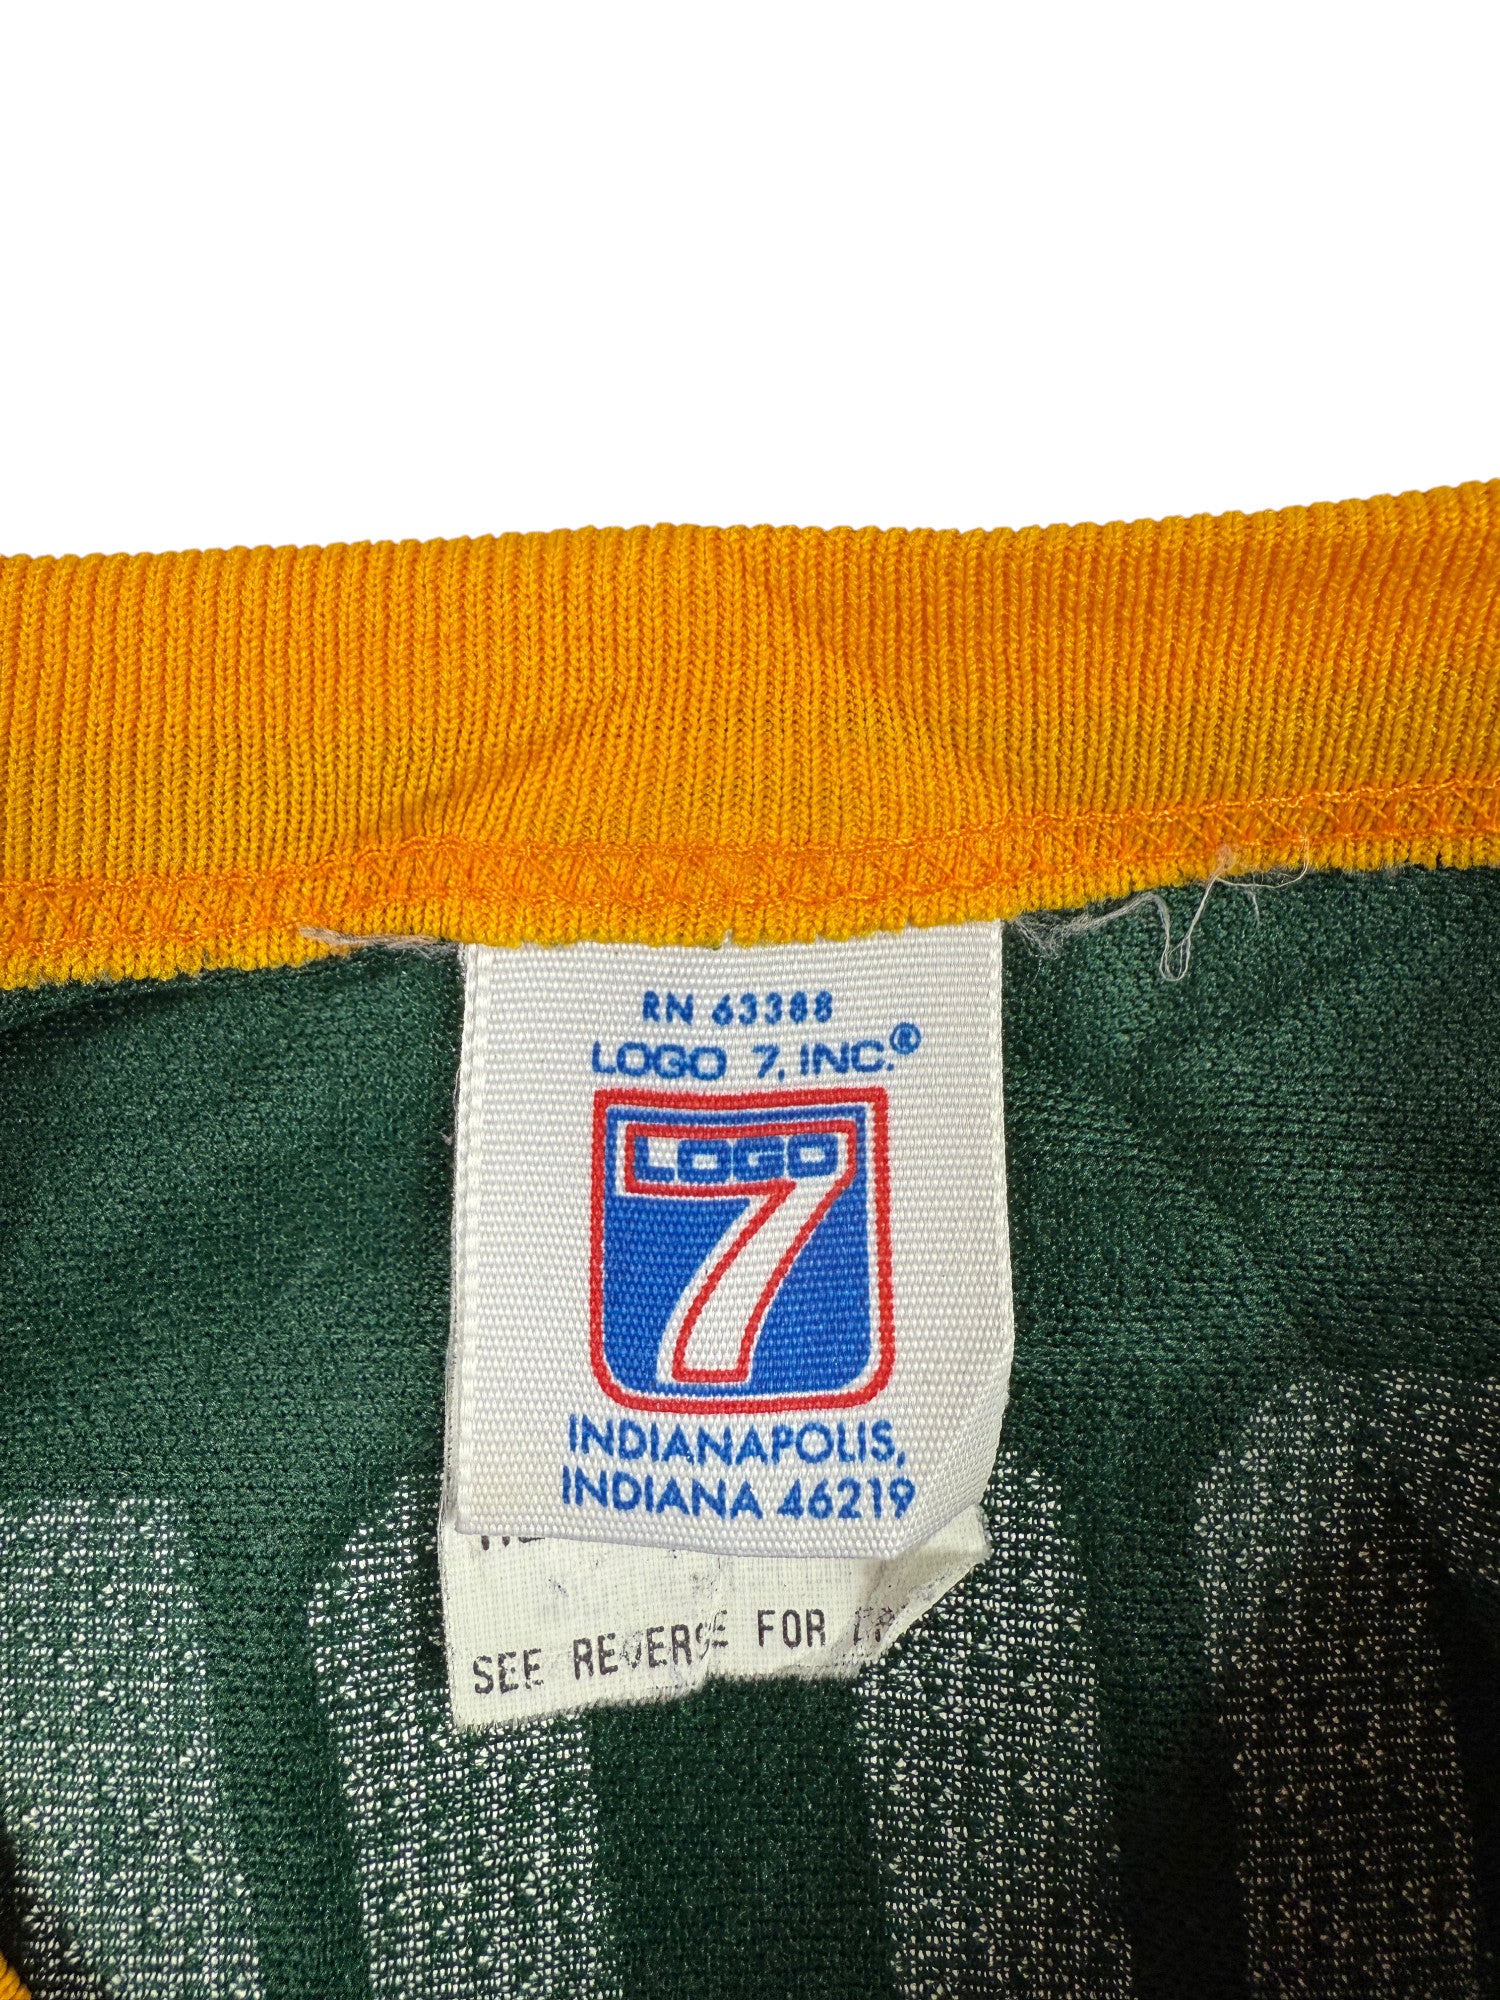 RN 63388
LOGO 7, INC.®
LOGO
7
INDIANAPOLIS,
INDIANA 46219
SEE REVERSE FOR